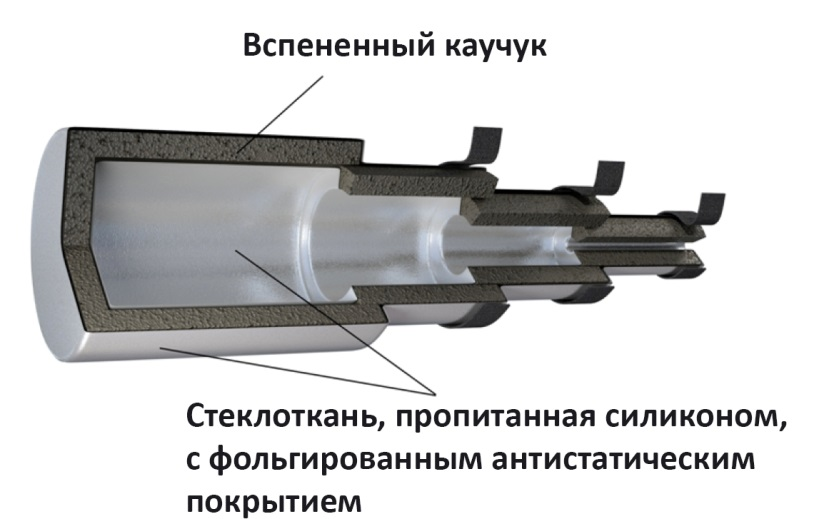 Вспененный каучук
Стеклоткань, пропитанная силиконом,
с фольгированным антистатическим
покрытием